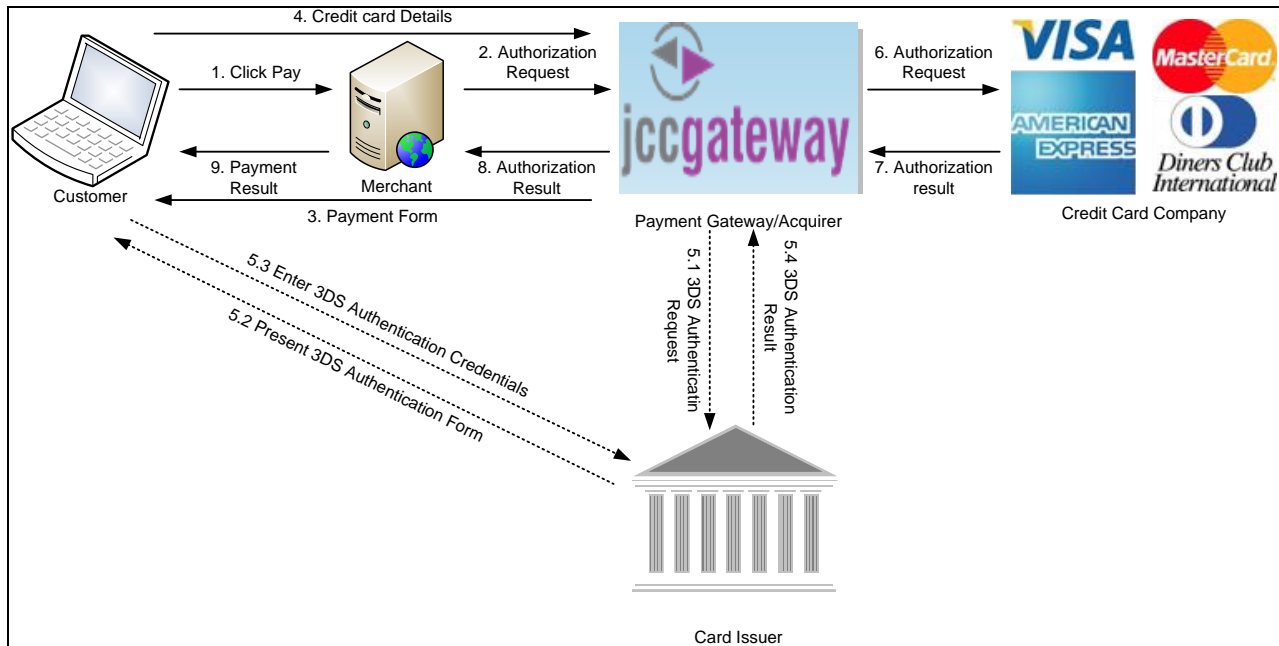 4. Credit card Details
1. Click Pay
2. Authorization
Request
6. Authorization
Request
VISA
MasterCard
jccgateway
AMERICAN
EXPRESS
9. Payment
Result
Merchant
8. Authorization
Result
7. Authorization
result
Diners Club
International
Customer
3. Payment Form
Payment Gateway/Acquirer
Credit Card Company
5.3 Enter 3DS Authentication Credentials
5.2 Present 3DS Authentication Form
5.1 3DS Authenticatin
Request
5.4 3DS Authentication
Result
Card Issuer